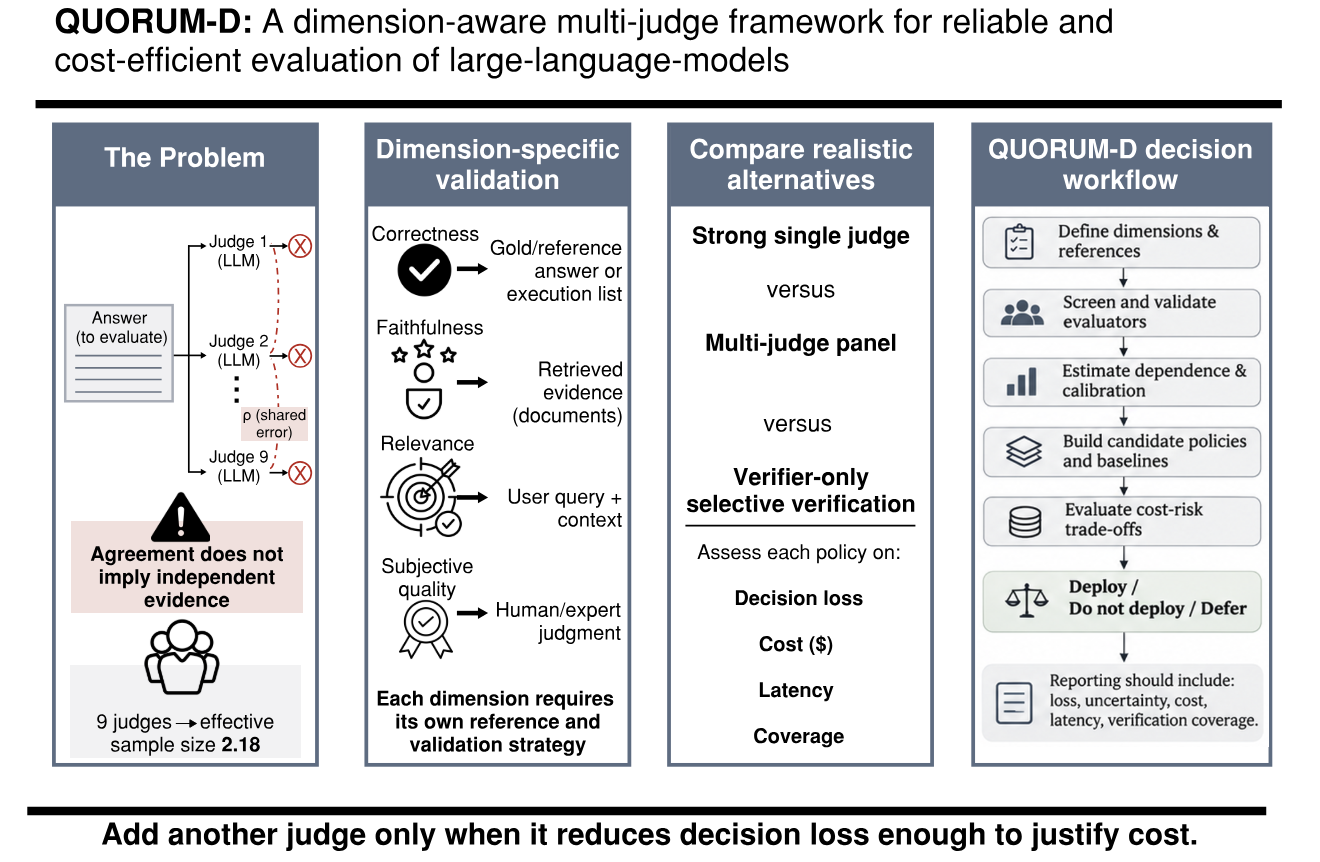 QUORUM-D: A dimension-aware multi-judge framework for reliable and
cost-efficient evaluation of large-language-models
The Problem
Judge 1
(LLM)
Answer
(to evaluate)
Judge 2
(LLM)
ρ (shared
error)
Judge 9
(LLM)
Agreement does not
imply independent
evidence
9 judges → effective
sample size 2.18
Dimension-specific
validation
Correctness
Gold/reference
answer or
execution list
Faithfulness
Retrieved
evidence
(documents)
Relevance
User query +
context
Subjective
quality
Human/expert
judgment
Each dimension requires
its own reference and
validation strategy
Compare realistic
alternatives
Strong single judge
versus
Multi-judge panel
versus
Verifier-only
selective verification
Assess each policy on:
Decision loss
Cost ($)
Latency
Coverage
QUORUM-D decision
workflow
Define dimensions &
references
Screen and validate
evaluators
Estimate dependence &
calibration
Build candidate policies
and baselines
Evaluate cost-risk
trade-offs
Deploy /
Do not deploy / Defer
Reporting should include:
loss, uncertainty, cost,
latency, verification coverage.
Add another judge only when it reduces decision loss enough to justify cost.